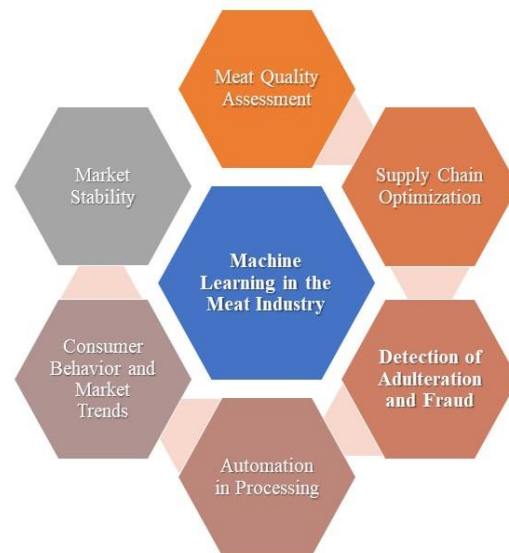 Meat Quality
Assessment
Market
Stability
Supply Chain
Optimization
Machine
Learning in the
Meat Industry
Consumer
Behavior and
Market
Trends
Detection of
Adulteration
and Fraud
Automation
in Processing